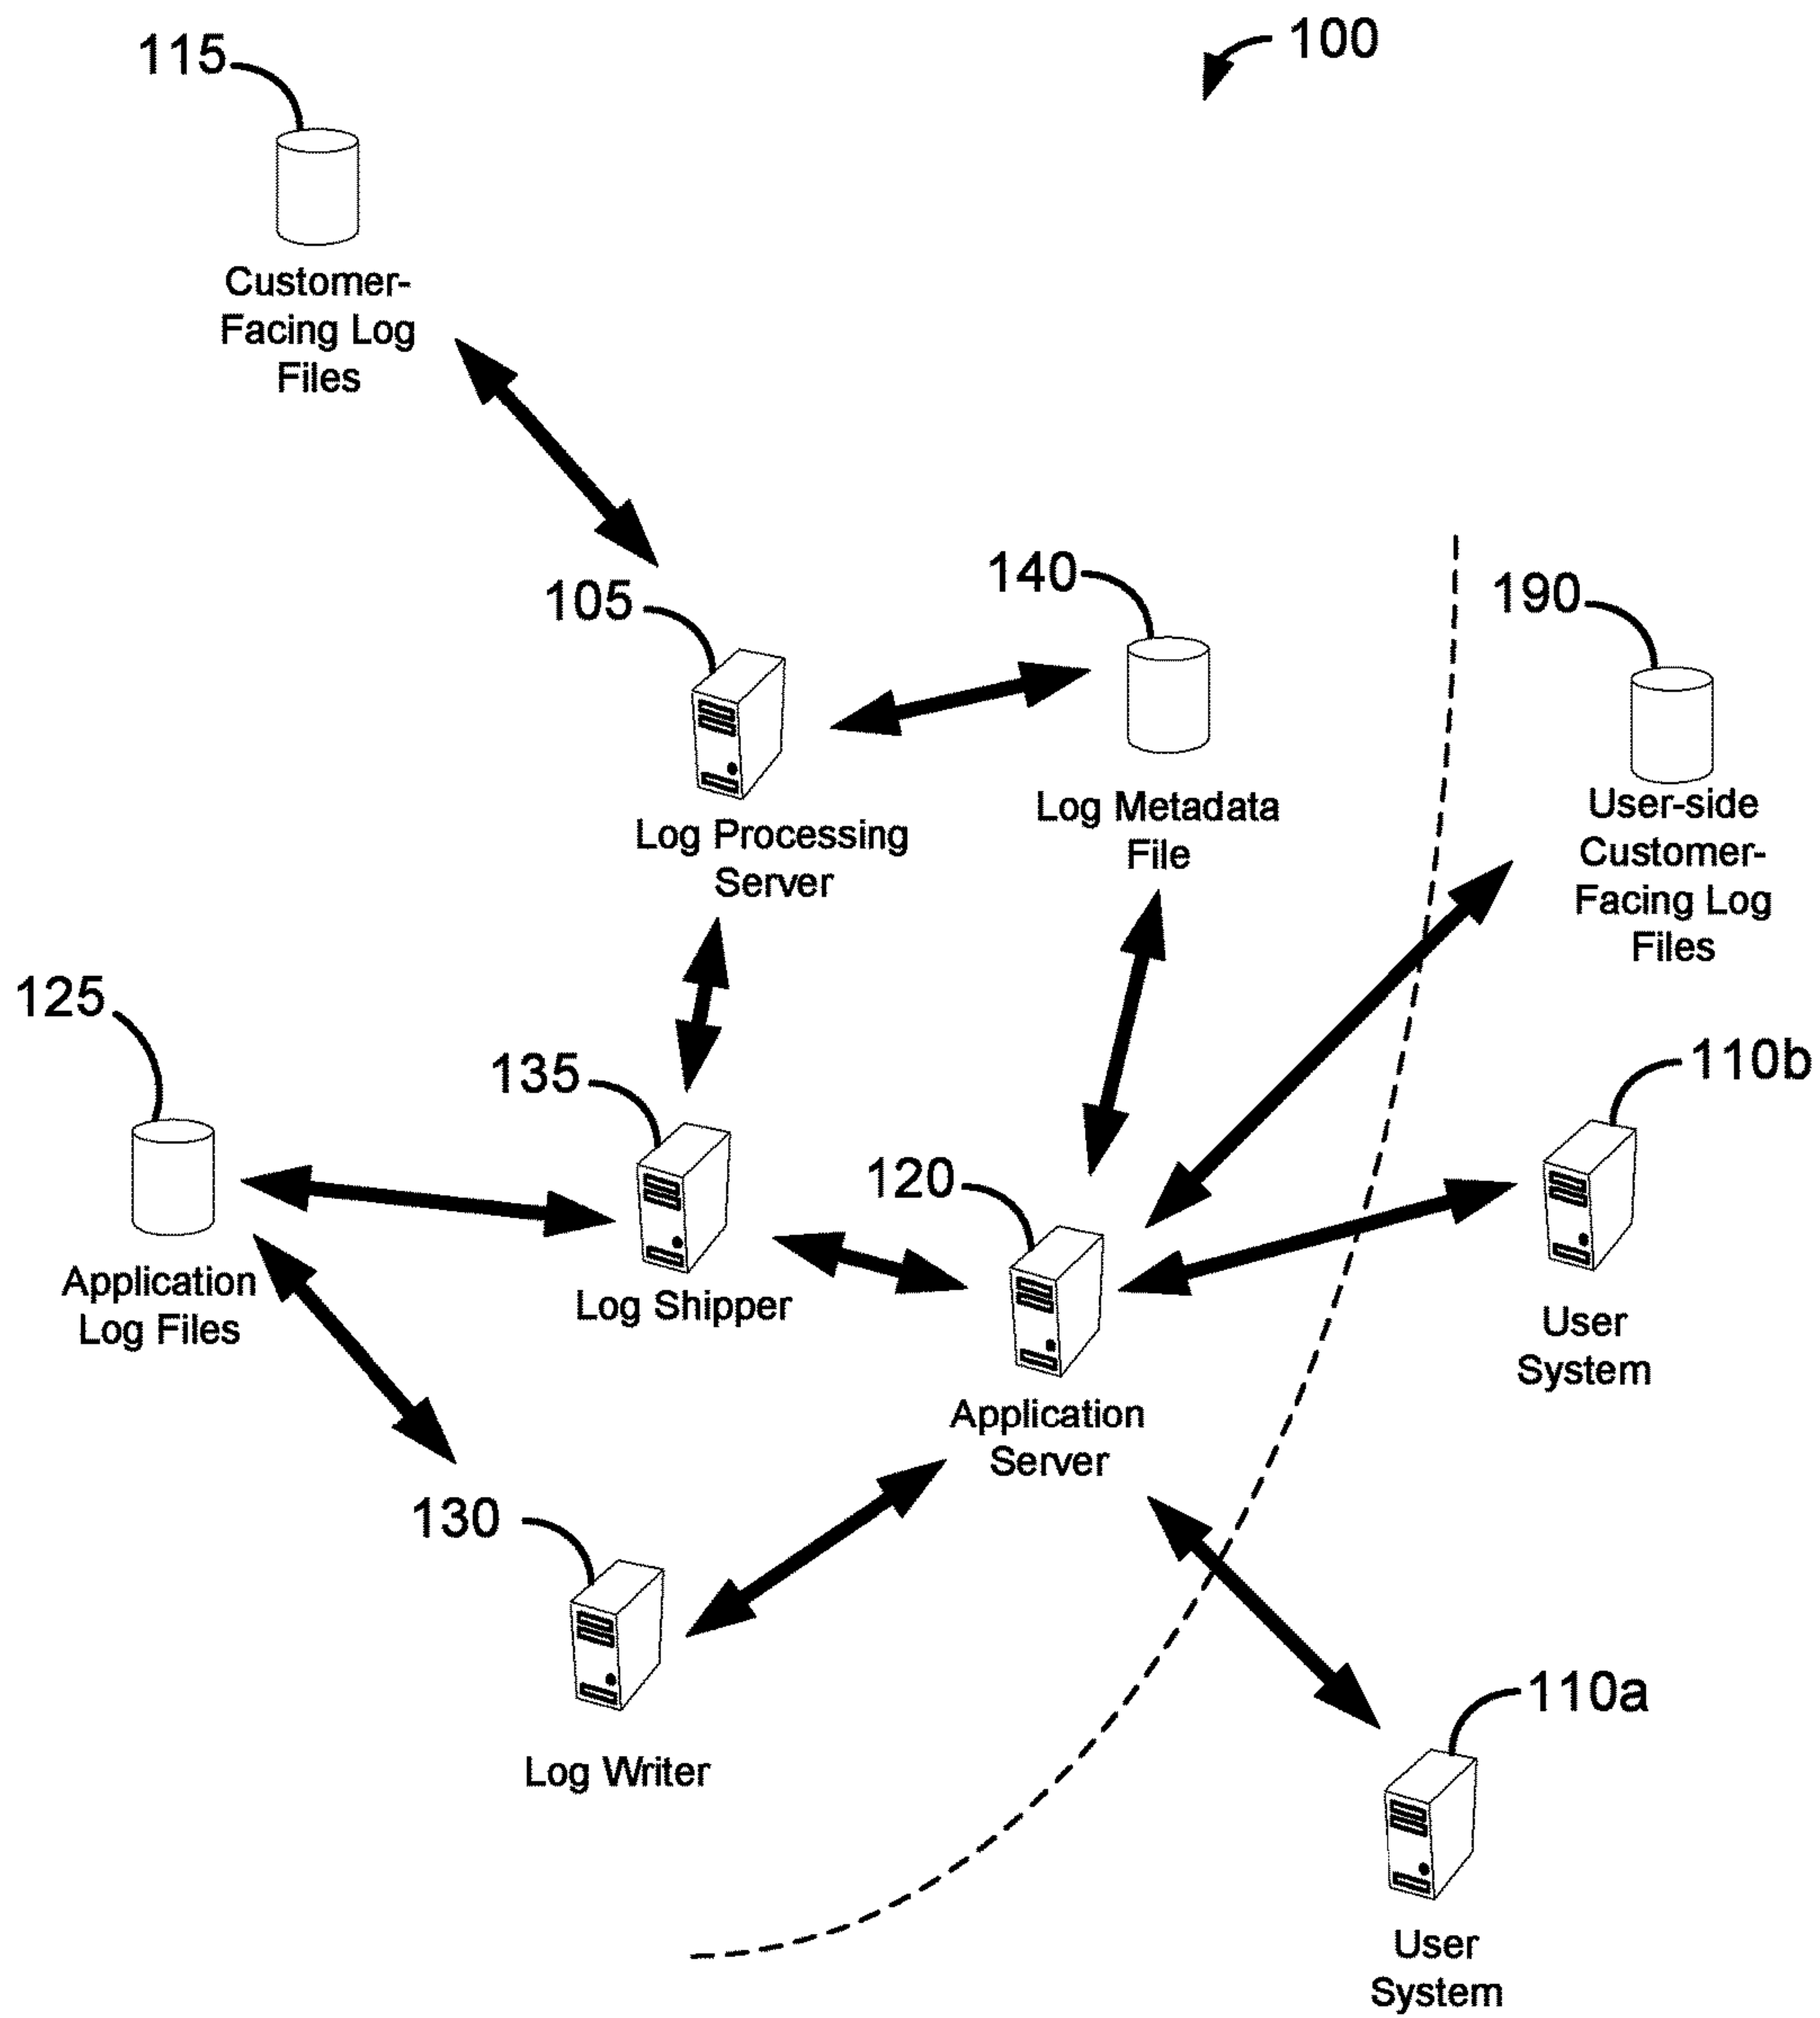 100
115
Customer-
Facing Log
Files
105
Log Processing
Server
140
Log Metadata
File
190
User-side
Customer-
Facing Log
Files
125
Application
Log Files
135
Log Shipper
120
Application
Server
110b
User
System
130
Log Writer
110a
User
System